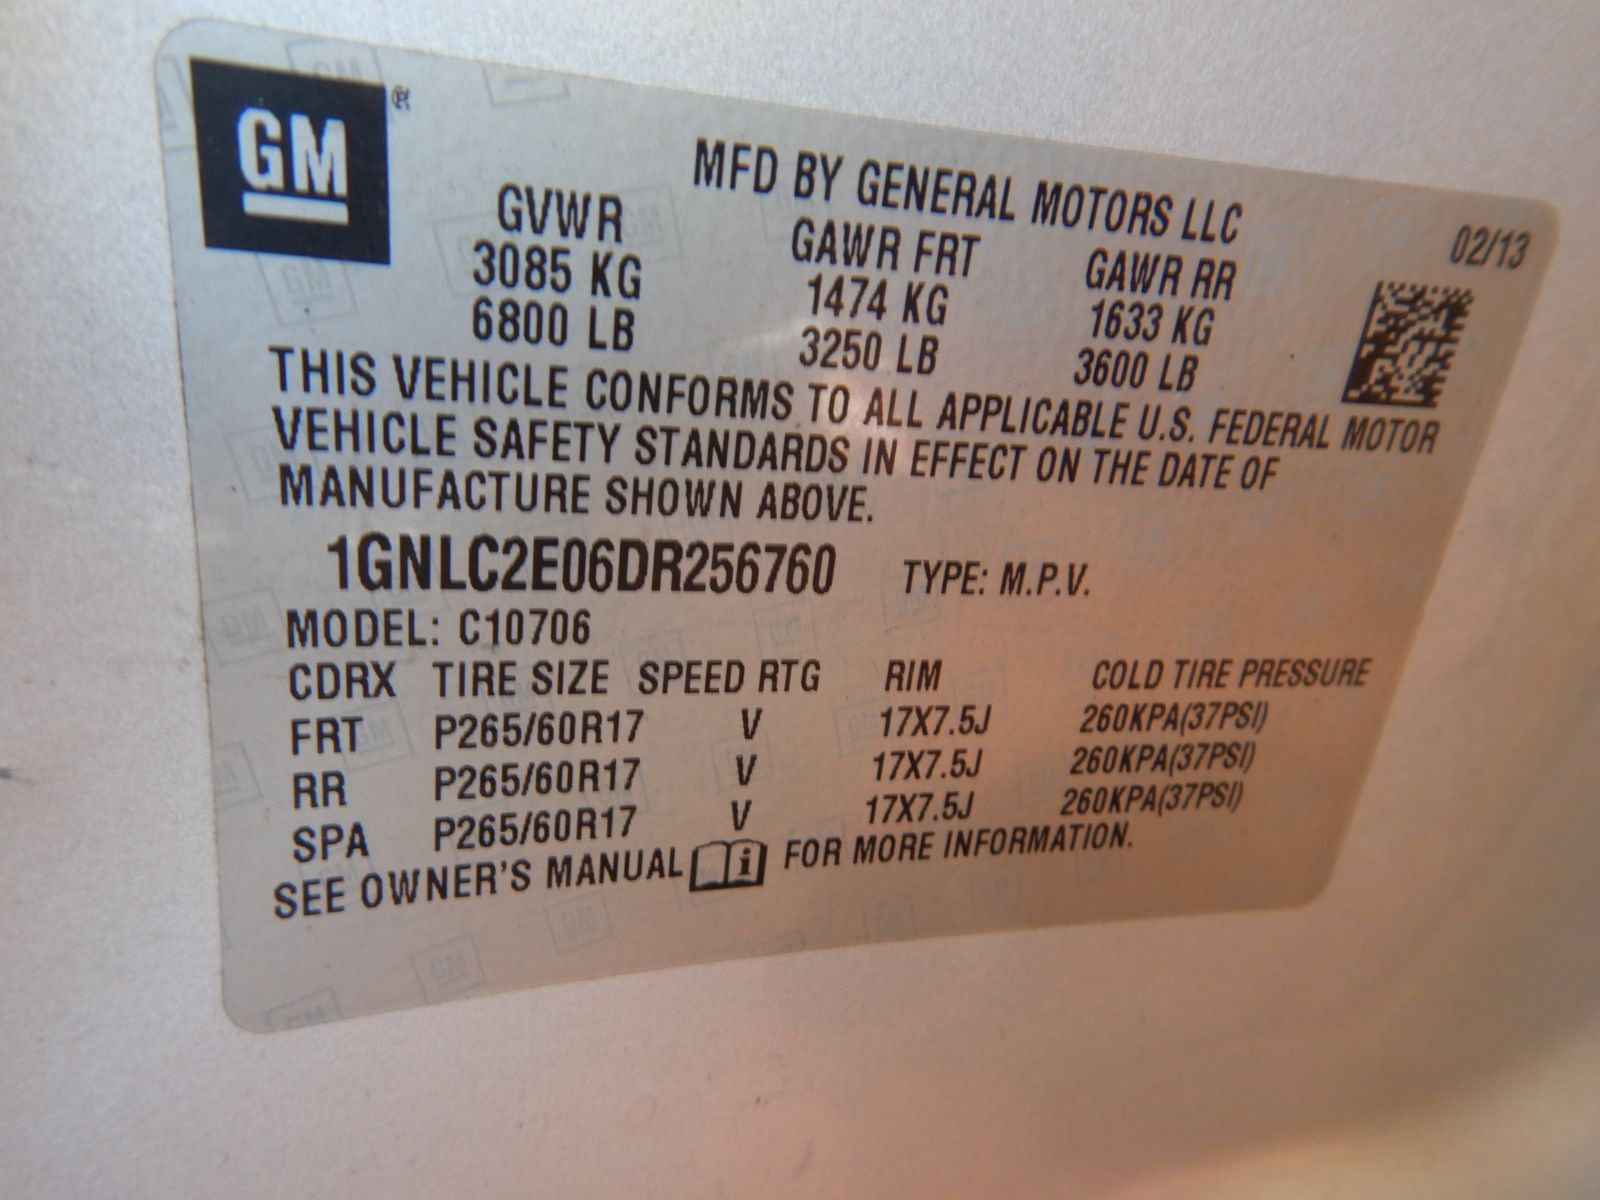 GM®
MFD BY GENERAL MOTORS LLC
02/13
GVWR GAWR FRT GAWR RR
3085 KG 1474 KG 1633 KG
6800 LB 3250 LB 3600 LB
THIS VEHICLE CONFORMS TO ALL APPLICABLE U.S. FEDERAL MOTOR
VEHICLE SAFETY STANDARDS IN EFFECT ON THE DATE OF
MANUFACTURE SHOWN ABOVE.
1GNLC2E06DR256760 TYPE: M.P.V.
MODEL: C10706
CDRX TIRE SIZE SPEED RTG RIM COLD TIRE PRESSURE
FRT P265/60R17 V 17X7.5J 260KPA(37PSI)
RR P265/60R17 V 17X7.5J 260KPA(37PSI)
SPA P265/60R17 V 17X7.5J 260KPA(37PSI)
SEE OWNER'S MANUAL i FOR MORE INFORMATION.